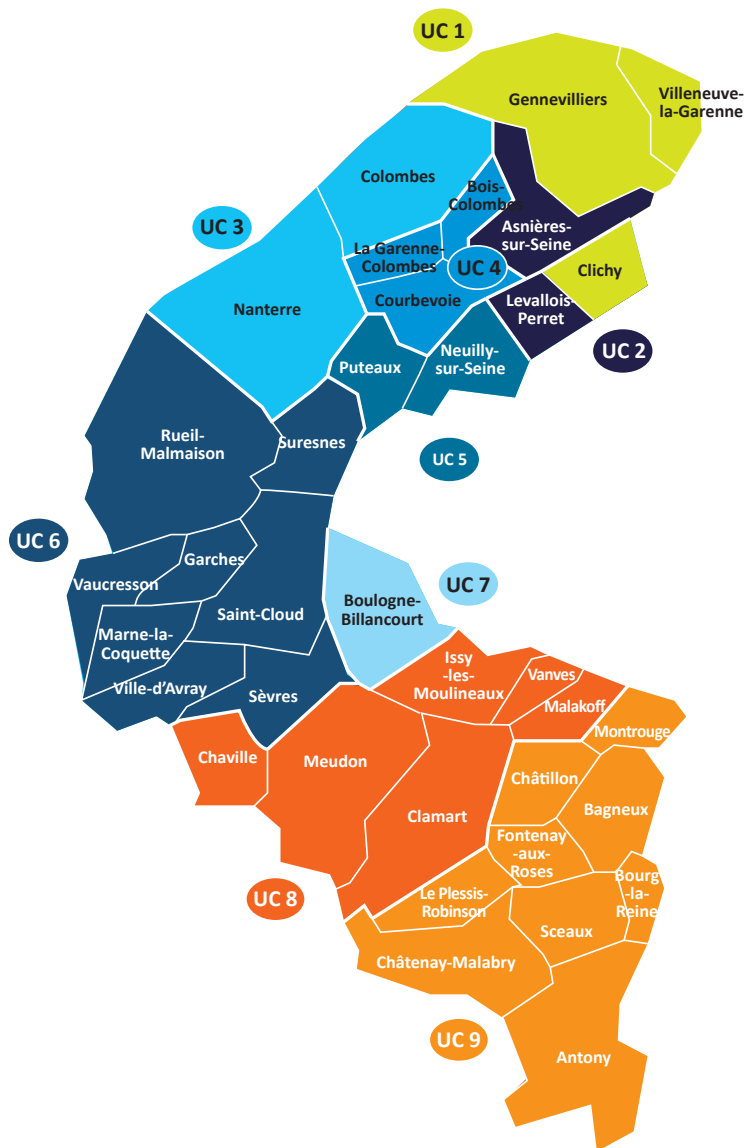 UC 1
Gennevilliers
Villeneuve-
la-Garenne
Colombes
Bois-
Colombes
Asnières-
sur-Seine
UC 3
La Garenne-
Colombes
UC 4
Clichy
Courbevoie
Nanterre
Levallois-
Perret
UC 2
Puteaux
Neuilly-
sur-Seine
Rueil-
Malmaison
Suresnes
UC 5
UC 6
Garches
Vaucresson
UC 7
Boulogne-
Billancourt
Saint-Cloud
Marne-la-
Coquette
Issy
-les-
Moulineaux
Vanves
Malakoff
Ville-d’Avray
Sèvres
Montrouge
Chaville
Meudon
Châtillon
Bagneux
Clamart
Fontenay
-aux-
Roses
Bourg
-la-
Reine
UC 8
Le Plessis-
Robinson
Sceaux
Châtenay-Malabry
UC 9
Antony